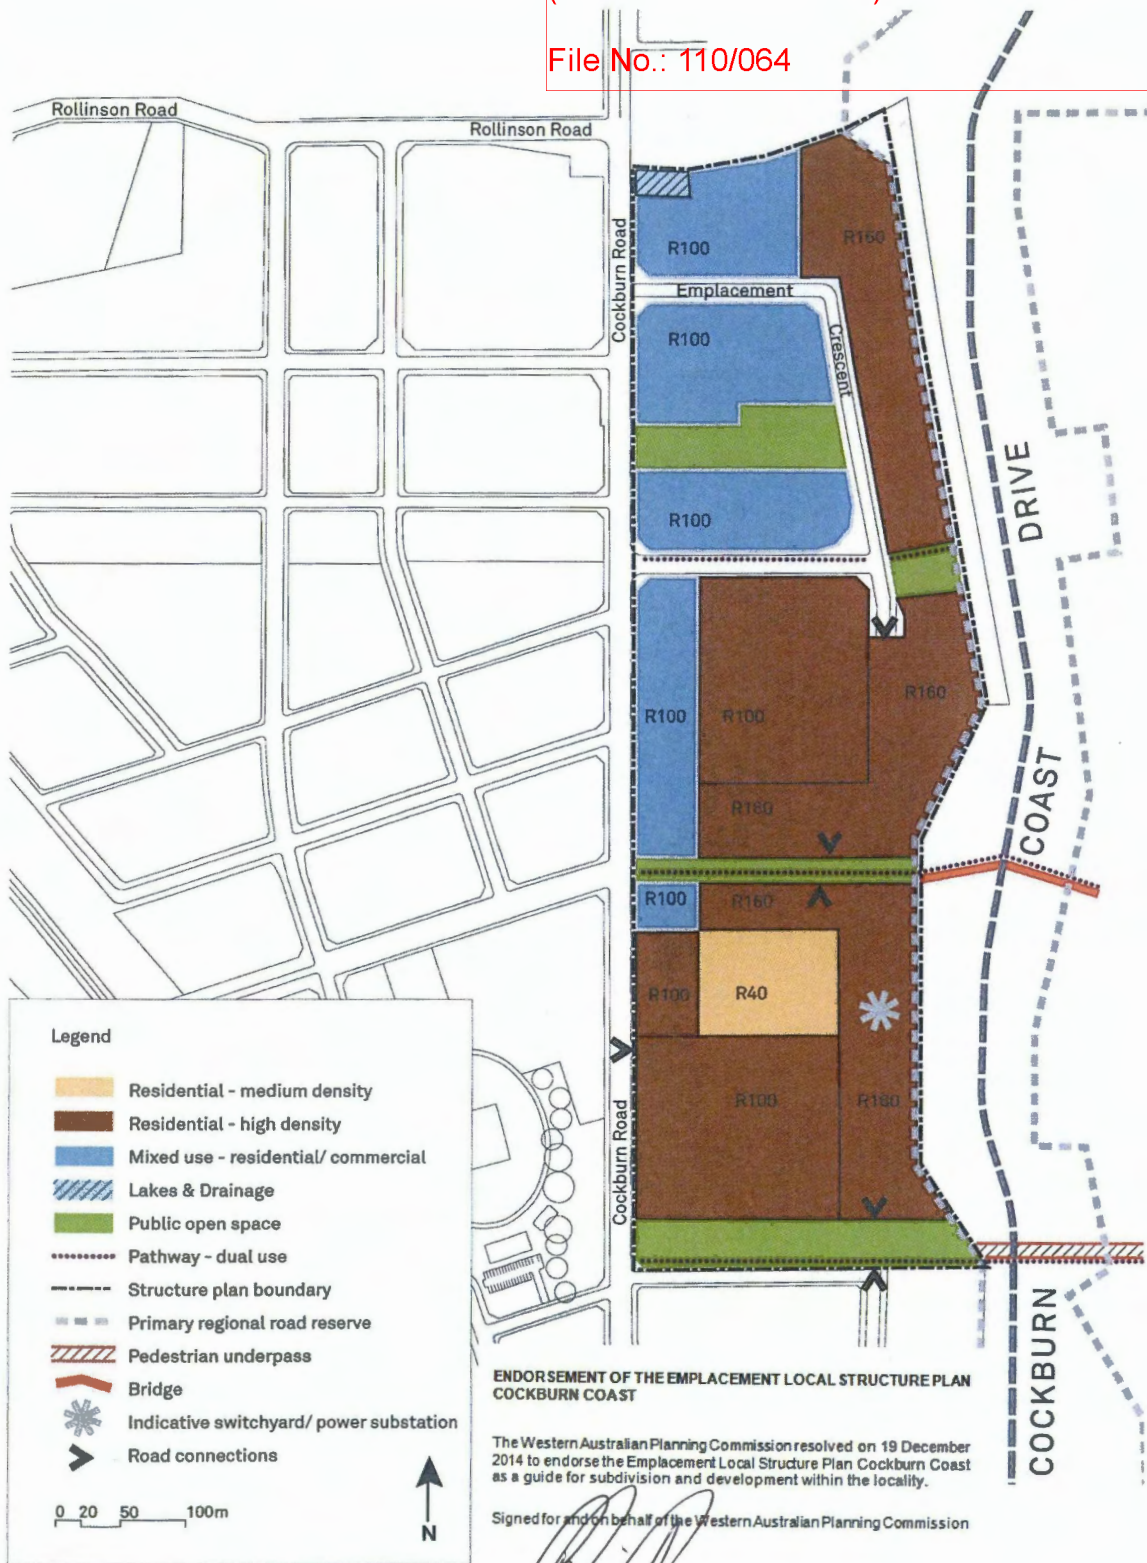 File No.: 110/064
Rollinson Road
Rollinson Road
Cockburn Road
R160
R100
Emplacement
Crescent
R100
R100
DRIVE
R160
R100
R100
COAST
R160
R100
R160
R100
R40
R100
R160
Cockburn Road
COCKBURN
Legend
Residential - medium density
Residential - high density
Mixed use - residential/ commercial
Lakes & Drainage
Public open space
Pathway - dual use
Structure plan boundary
Primary regional road reserve
Pedestrian underpass
Bridge
Indicative switchyard/ power substation
Road connections
0 20 50 100m
N
ENDORSEMENT OF THE EMPLACEMENT LOCAL STRUCTURE PLAN
COCKBURN COAST
The Western Australian Planning Commission resolved on 19 December
2014 to endorse the Emplacement Local Structure Plan Cockburn Coast
as a guide for subdivision and development within the locality.
Signed for and on behalf of the Western Australian Planning Commission